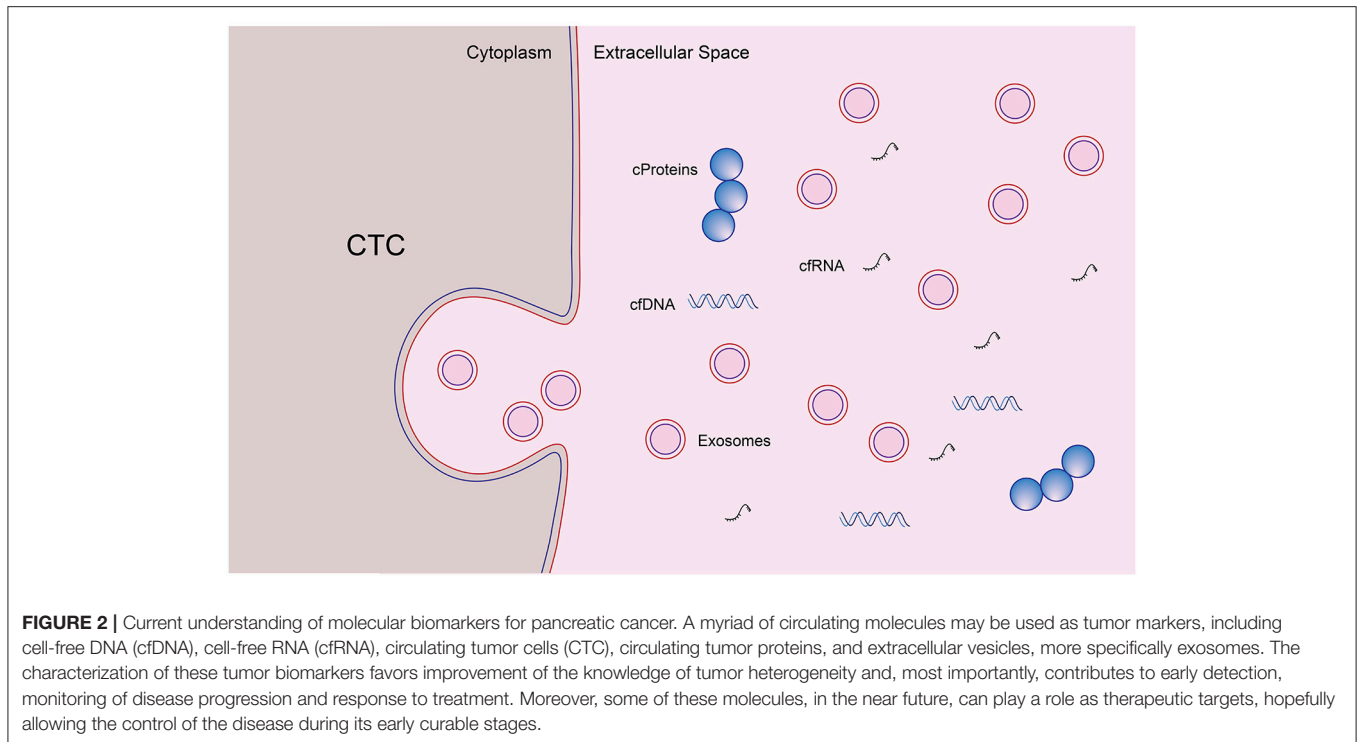 Cytoplasm
Extracellular Space
cProteins
CTC
cfRNA
cfDNA
Exosomes
FIGURE 2 | Current understanding of molecular biomarkers for pancreatic cancer. A myriad of circulating molecules may be used as tumor markers, including
cell-free DNA (cfDNA), cell-free RNA (cfRNA), circulating tumor cells (CTC), circulating tumor proteins, and extracellular vesicles, more specifically exosomes. The
characterization of these tumor biomarkers favors improvement of the knowledge of tumor heterogeneity and, most importantly, contributes to early detection,
monitoring of disease progression and response to treatment. Moreover, some of these molecules, in the near future, can play a role as therapeutic targets, hopefully
allowing the control of the disease during its early curable stages.